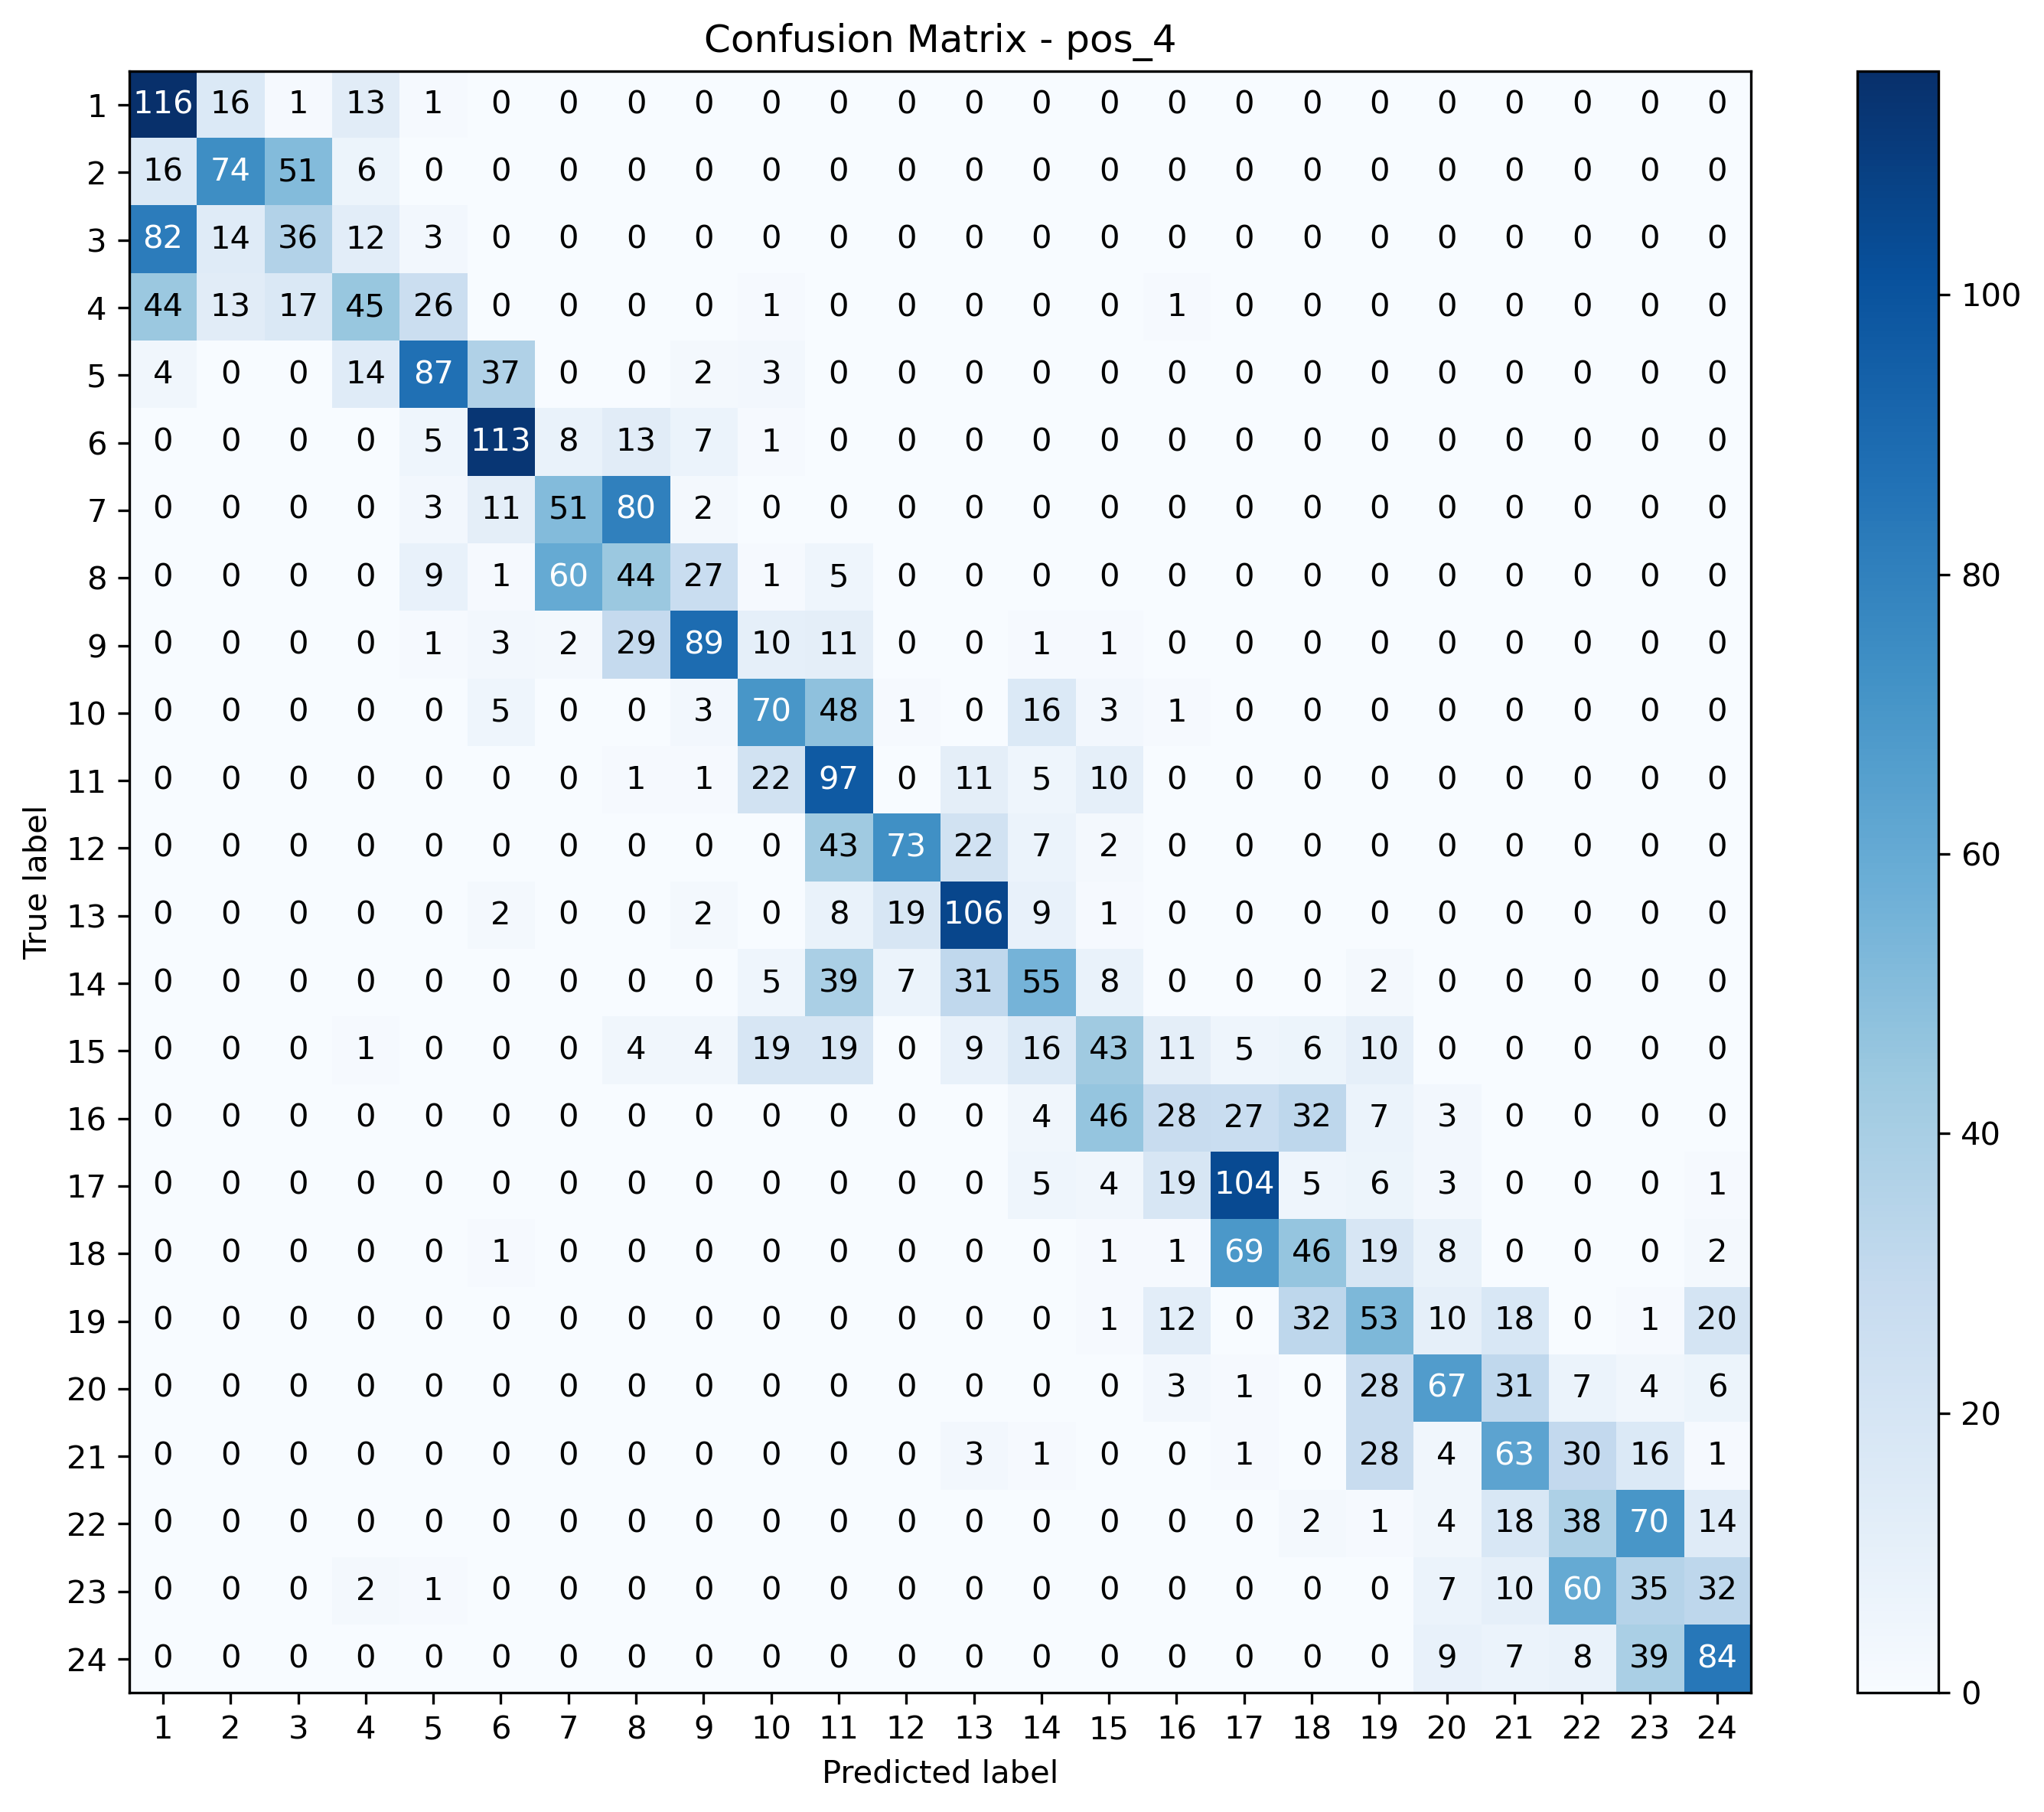 Confusion Matrix - pos_4
1 116 16 1 13 1 0 0 0 0 0 0 0 0 0 0 0 0 0 0 0 0 0 0 0
2 16 74 51 6 0 0 0 0 0 0 0 0 0 0 0 0 0 0 0 0 0 0 0 0
3 82 14 36 12 3 0 0 0 0 0 0 0 0 0 0 0 0 0 0 0 0 0 0 0
4 44 13 17 45 26 0 0 0 0 1 0 0 0 0 0 1 0 0 0 0 0 0 0 0 100
5 4 0 0 14 87 37 0 0 2 3 0 0 0 0 0 0 0 0 0 0 0 0 0 0
6 0 0 0 0 5 113 8 13 7 1 0 0 0 0 0 0 0 0 0 0 0 0 0 0
7 0 0 0 0 3 11 51 80 2 0 0 0 0 0 0 0 0 0 0 0 0 0 0 0
8 0 0 0 0 9 1 60 44 27 1 5 0 0 0 0 0 0 0 0 0 0 0 0 0 80
9 0 0 0 0 1 3 2 29 89 10 11 0 0 1 1 0 0 0 0 0 0 0 0 0
10 0 0 0 0 0 5 0 0 3 70 48 1 0 16 3 1 0 0 0 0 0 0 0 0
11 0 0 0 0 0 0 0 1 1 22 97 0 11 5 10 0 0 0 0 0 0 0 0 0
12 0 0 0 0 0 0 0 0 0 0 43 73 22 7 2 0 0 0 0 0 0 0 0 0 60
13 0 0 0 0 0 2 0 0 2 0 8 19 106 9 1 0 0 0 0 0 0 0 0 0
14 0 0 0 0 0 0 0 0 0 5 39 7 31 55 8 0 0 0 2 0 0 0 0 0
15 0 0 0 1 0 0 0 4 4 19 19 0 9 16 43 11 5 6 10 0 0 0 0 0
16 0 0 0 0 0 0 0 0 0 0 0 0 0 4 46 28 27 32 7 3 0 0 0 0 40
17 0 0 0 0 0 0 0 0 0 0 0 0 0 5 4 19 104 5 6 3 0 0 0 1
18 0 0 0 0 0 1 0 0 0 0 0 0 0 0 1 1 69 46 19 8 0 0 0 2
19 0 0 0 0 0 0 0 0 0 0 0 0 0 0 1 12 0 32 53 10 18 0 1 20
20 0 0 0 0 0 0 0 0 0 0 0 0 0 0 0 3 1 0 28 67 31 7 4 6 20
21 0 0 0 0 0 0 0 0 0 0 0 0 3 1 0 0 1 0 28 4 63 30 16 1
22 0 0 0 0 0 0 0 0 0 0 0 0 0 0 0 0 0 2 1 4 18 38 70 14
23 0 0 0 2 1 0 0 0 0 0 0 0 0 0 0 0 0 0 0 7 10 60 35 32
24 0 0 0 0 0 0 0 0 0 0 0 0 0 0 0 0 0 0 0 9 7 8 39 84 0
1 2 3 4 5 6 7 8 9 10 11 12 13 14 15 16 17 18 19 20 21 22 23 24
Predicted label
True label